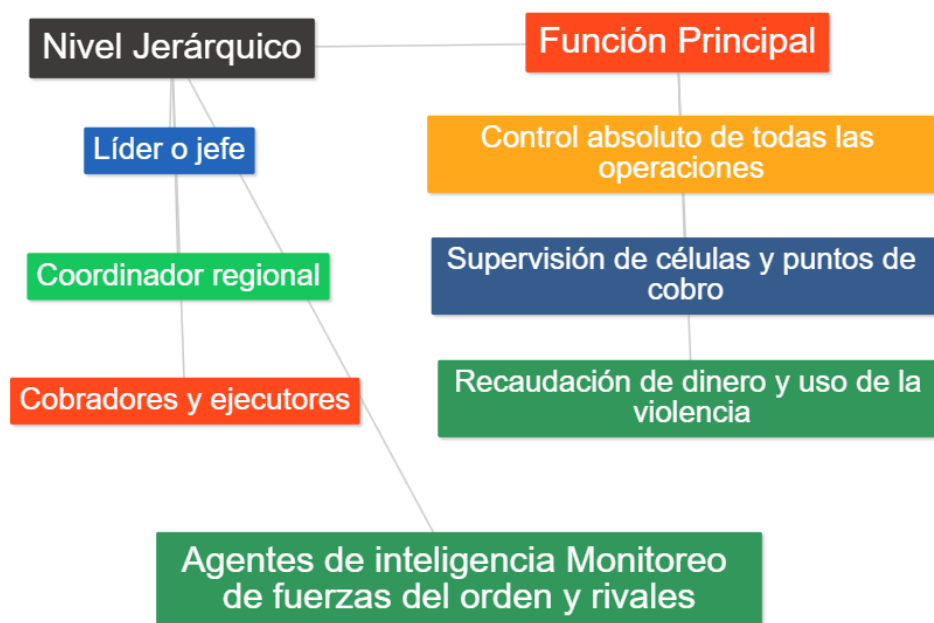 Nivel Jerárquico
Función Principal
Líder o jefe
Control absoluto de todas las
operaciones
Coordinador regional
Supervisión de células y puntos de
cobro
Cobradores y ejecutores
Recaudación de dinero y uso de la
violencia
Agentes de inteligencia Monitoreo
de fuerzas del orden y rivales